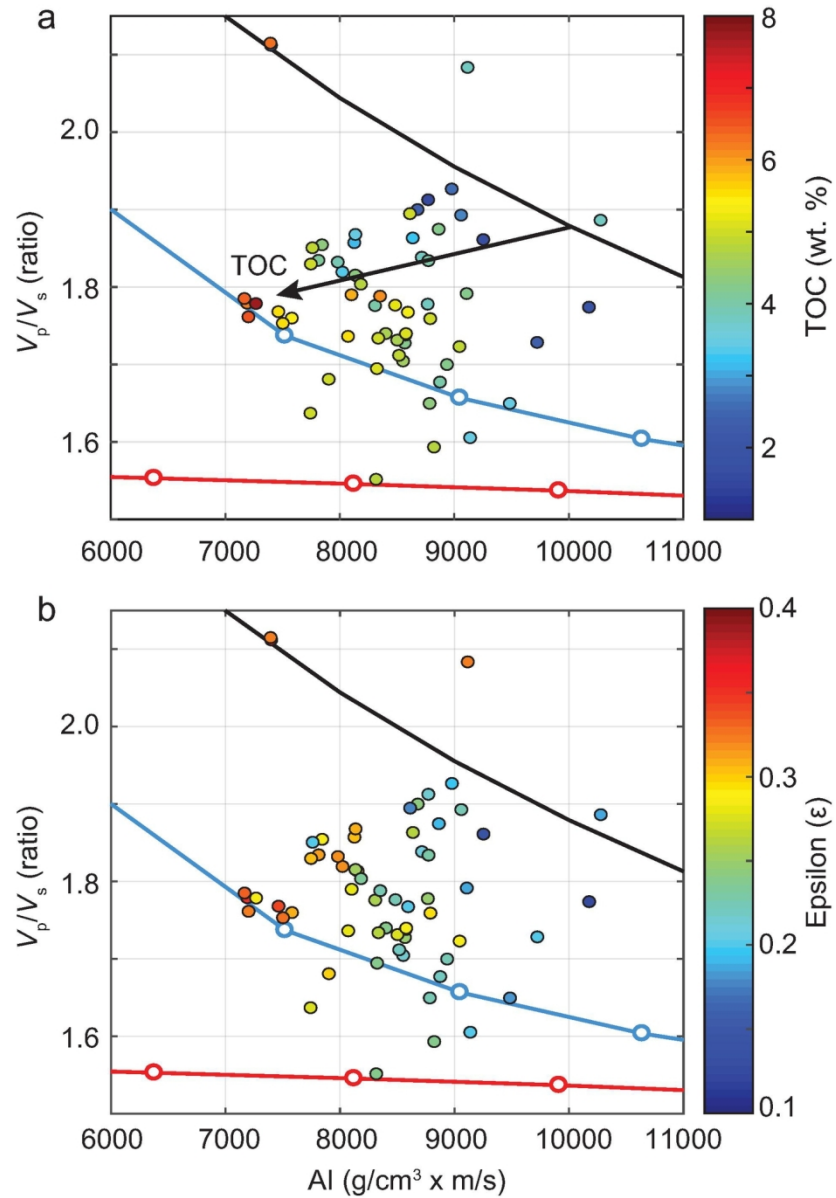 a
2.0
1.8
1.6
Vp/Vs (ratio)
TOC
6000 7000 8000 9000 10000 11000
8
6
4
2
TOC (wt. %)
b
2.0
1.8
1.6
Vp/Vs (ratio)
6000 7000 8000 9000 10000 11000
AI (g/cm³ x m/s)
0.4
0.3
0.2
0.1
Epsilon (ε)